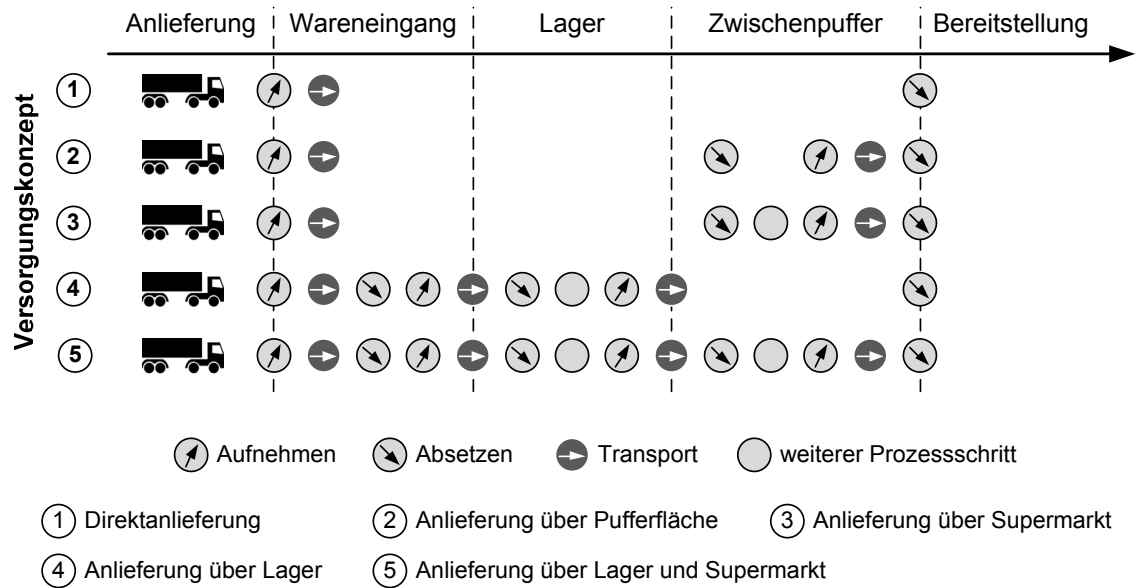 Anlieferung Wareneingang Lager Zwischenpuffer Bereitstellung
Versorgungskonzept
1
2
3
4
5
Aufnehmen Absetzen Transport weiterer Prozessschritt
1 Direktanlieferung 2 Anlieferung über Pufferfläche 3 Anlieferung über Supermarkt
4 Anlieferung über Lager 5 Anlieferung über Lager und Supermarkt